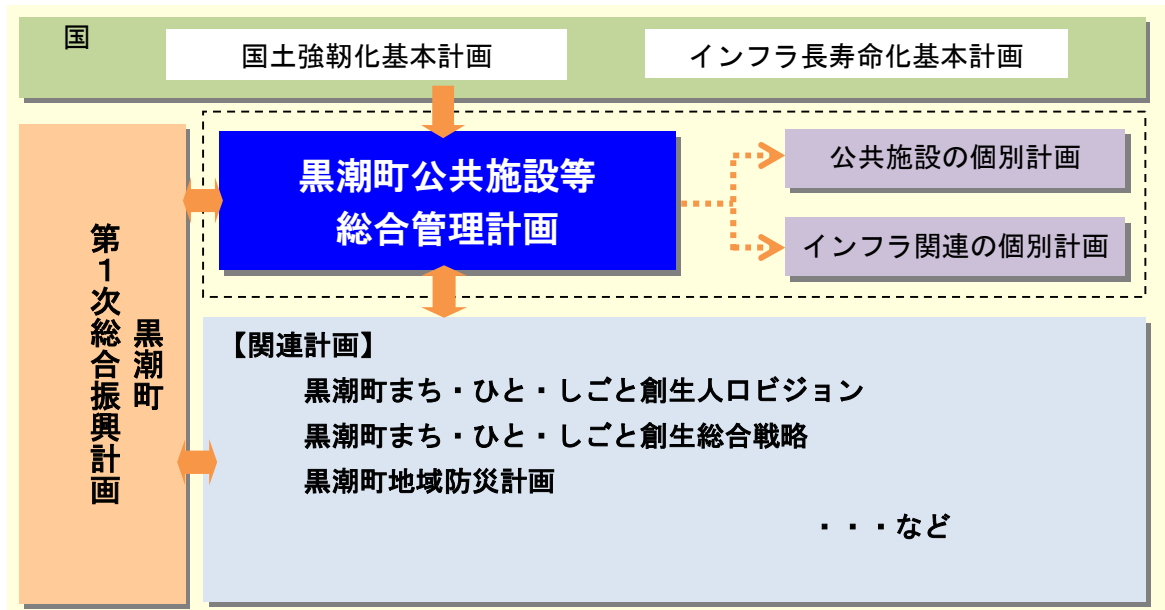 国
国土強靭化基本計画
インフラ長寿命化基本計画
黒潮町公共施設等
総合管理計画
公共施設の個別計画
インフラ関連の個別計画
黒潮町
第１次総合振興計画
【関連計画】
黒潮町まち・ひと・しごと創生人口ビジョン
黒潮町まち・ひと・しごと創生総合戦略
黒潮町地域防災計画
・・・など